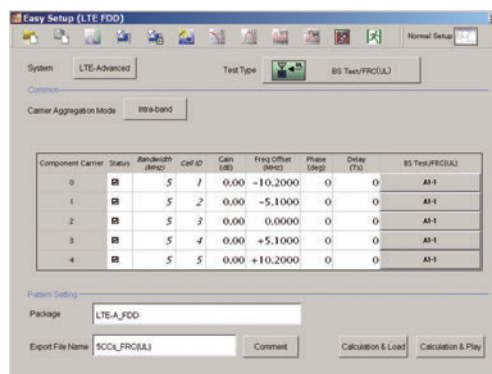 Easy Setup (LTE FDD)
Normal Setup
System LTE-Advanced Test Type BS Test/FRC(UL)
Common
Carrier Aggregation Mode Intra-band
Component Carrier Status Bandwidth (MHz) Cell ID Gain (dB) Freq Offset (MHz) Phase (deg) Delay (Ts) BS Test/FRC(UL)
0 5 1 0.00 -10.2000 0 0 A1-1
1 5 2 0.00 -5.1000 0 0 A1-1
2 5 3 0.00 0.0000 0 0 A1-1
3 5 4 0.00 +5.1000 0 0 A1-1
4 5 5 0.00 +10.2000 0 0 A1-1
Pattern Setting
Package LTE-A_FDD
Export File Name 5CCs_FRC(UL) Comment Calculation & Load Calculation & Play